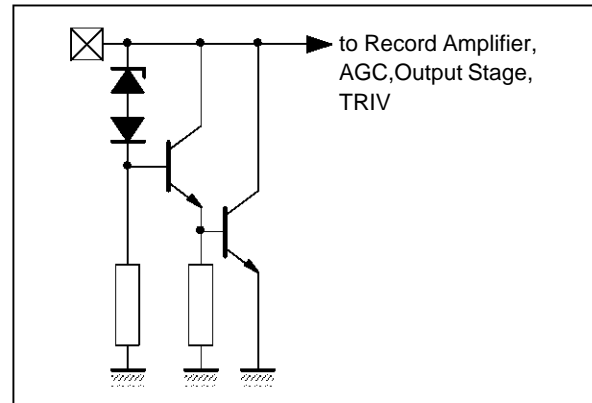 to Record Amplifier,
AGC,Output Stage,
TRIV